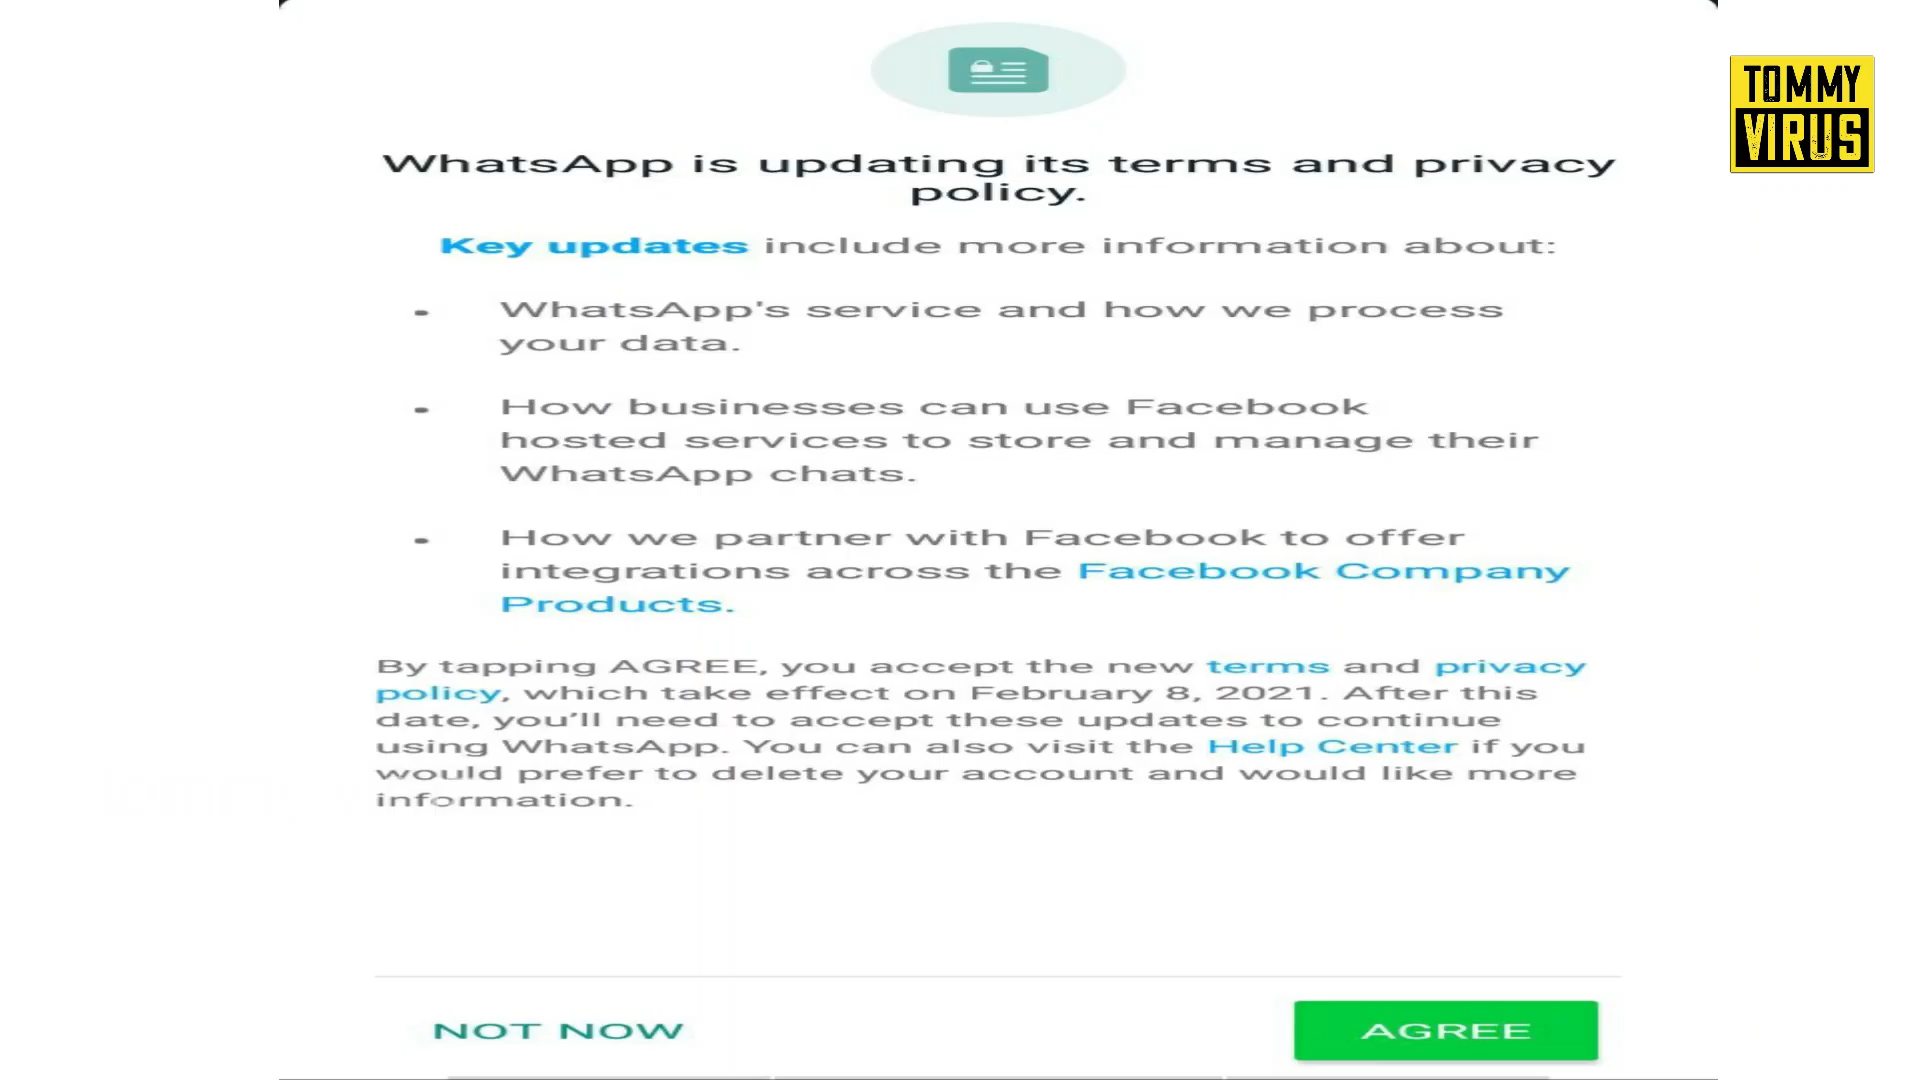 TOMMY
VIRUS
WhatsApp is updating its terms and privacy
policy.
Key updates include more information about:
• WhatsApp's service and how we process
your data.
• How businesses can use Facebook
hosted services to store and manage their
WhatsApp chats.
• How we partner with Facebook to offer
integrations across the Facebook Company
Products.
By tapping AGREE, you accept the new terms and privacy
policy, which take effect on February 8, 2021. After this
date, you’ll need to accept these updates to continue
using WhatsApp. You can also visit the Help Center if you
would prefer to delete your account and would like more
information.
NOT NOW
AGREE